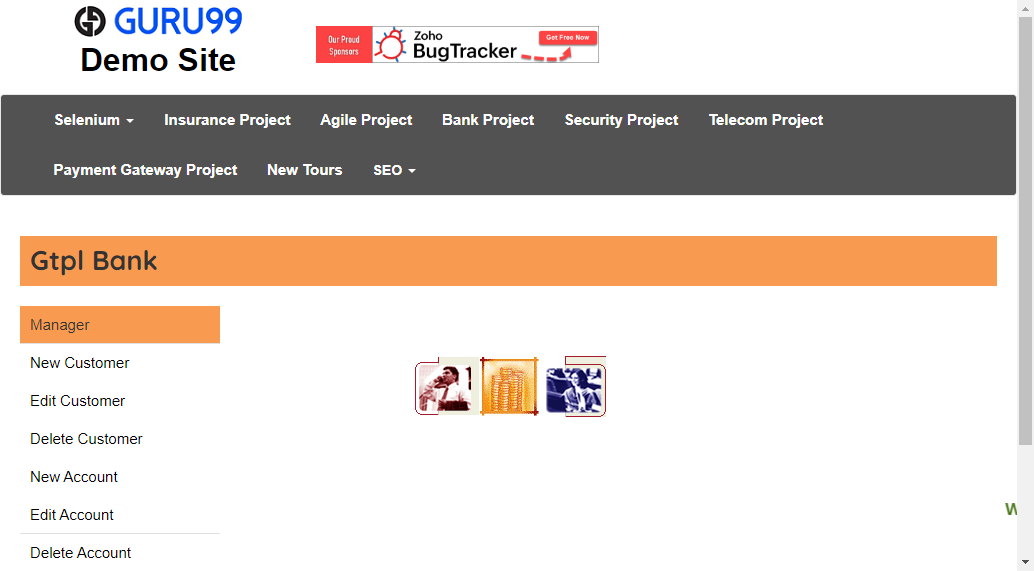 GURU99
Demo Site
Our Proud
Sponsors
Zoho
BugTracker
Get Free Now
Selenium
Insurance Project
Agile Project
Bank Project
Security Project
Telecom Project
Payment Gateway Project
New Tours
SEO
Gtpl Bank
Manager
New Customer
Edit Customer
Delete Customer
New Account
Edit Account
W
Delete Account